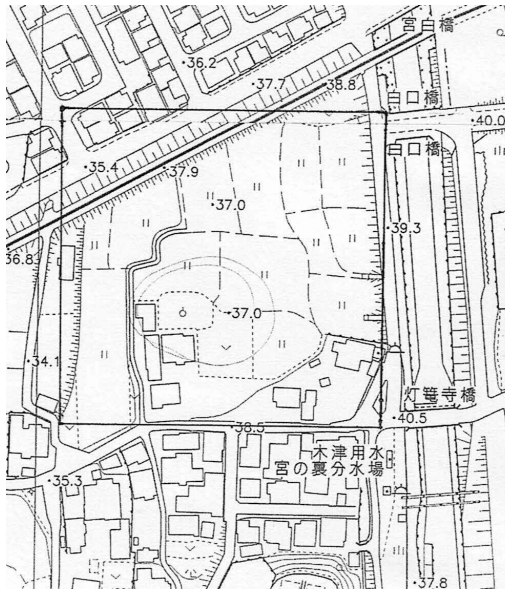 宮白橋
・36.2
・37.7
・38.8
白口橋
・40.0
白口橋
・35.4
・37.9
・37.0
・39.3
36.8
・37.0
・34.1
灯篭寺橋
・40.5
・38.5
木津用水
宮の裏分水場
・35.3
・37.8